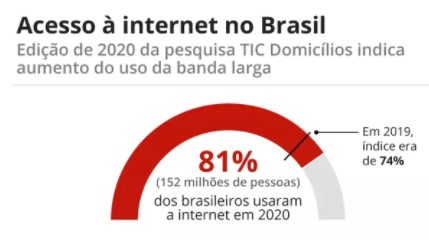 Acesso à internet no Brasil
Edição de 2020 da pesquisa TIC Domicílios indica
aumento do uso da banda larga
Em 2019,
índice era
de 74%
81%
(152 milhões de pessoas)
dos brasileiros usaram
a internet em 2020